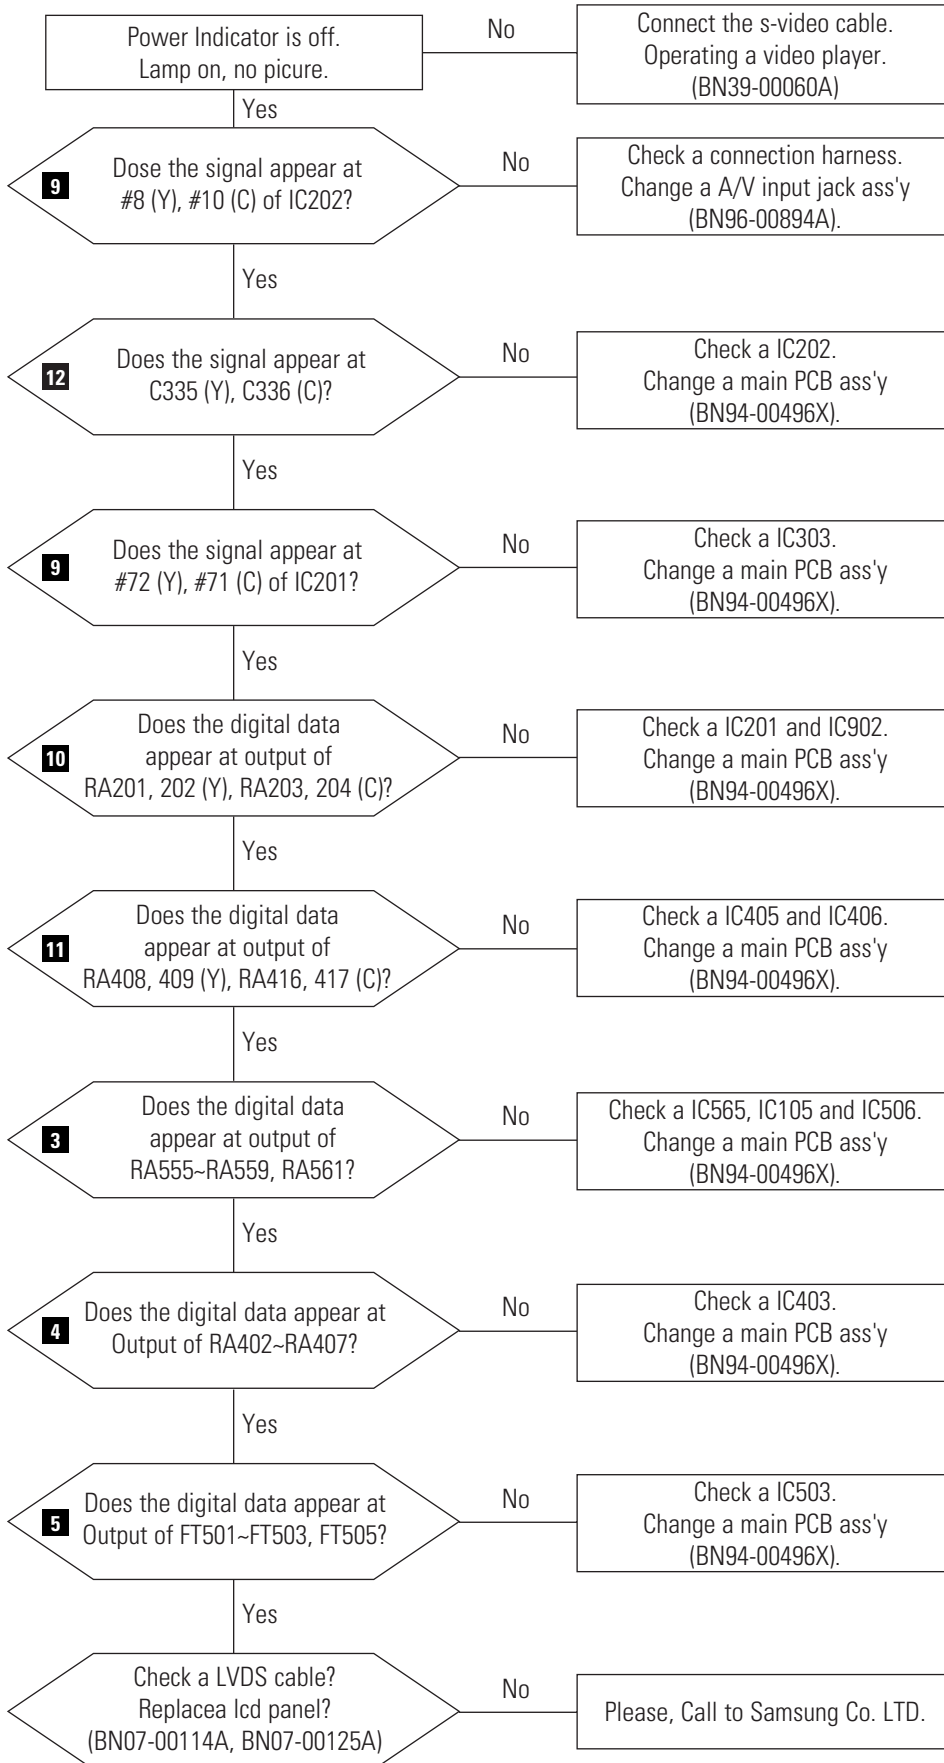 Power Indicator is off.
Lamp on, no picure.
No
Connect the s-video cable.
Operating a video player.
(BN39-00060A)
Yes
9
Dose the signal appear at
#8 (Y), #10 (C) of IC202?
No
Check a connection harness.
Change a A/V input jack ass'y
(BN96-00894A).
Yes
12
Does the signal appear at
C335 (Y), C336 (C)?
No
Check a IC202.
Change a main PCB ass'y
(BN94-00496X).
Yes
9
Does the signal appear at
#72 (Y), #71 (C) of IC201?
No
Check a IC303.
Change a main PCB ass'y
(BN94-00496X).
Yes
10
Does the digital data
appear at output of
RA201, 202 (Y), RA203, 204 (C)?
No
Check a IC201 and IC902.
Change a main PCB ass'y
(BN94-00496X).
Yes
11
Does the digital data
appear at output of
RA408, 409 (Y), RA416, 417 (C)?
No
Check a IC405 and IC406.
Change a main PCB ass'y
(BN94-00496X).
Yes
3
Does the digital data
appear at output of
RA555~RA559, RA561?
No
Check a IC565, IC105 and IC506.
Change a main PCB ass'y
(BN94-00496X).
Yes
4
Does the digital data appear at
Output of RA402~RA407?
No
Check a IC403.
Change a main PCB ass'y
(BN94-00496X).
Yes
5
Does the digital data appear at
Output of FT501~FT503, FT505?
No
Check a IC503.
Change a main PCB ass'y
(BN94-00496X).
Yes
Check a LVDS cable?
Replacea lcd panel?
(BN07-00114A, BN07-00125A)
No
Please, Call to Samsung Co. LTD.